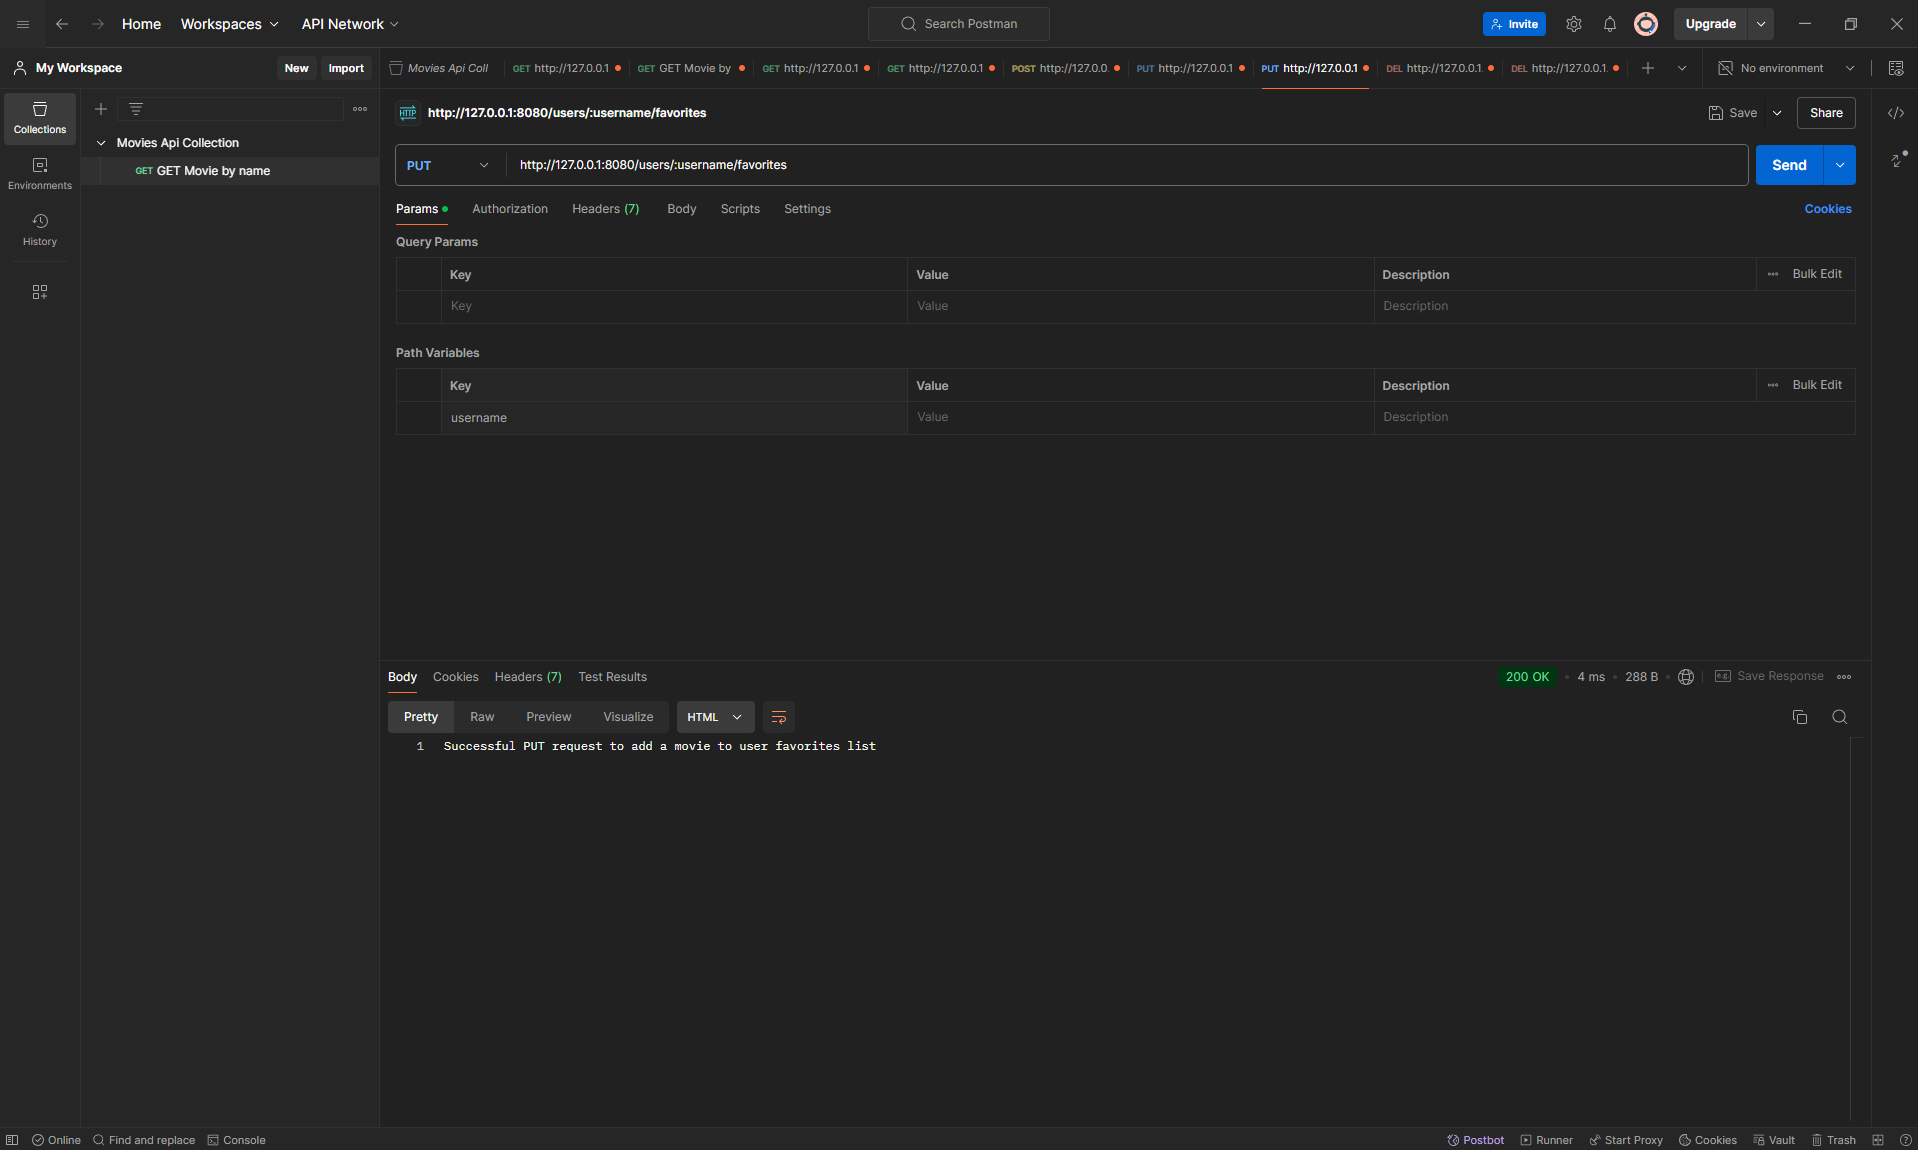 Home Workspaces API Network Search Postman Invite Upgrade
My Workspace New Import Movies Api Coll GET http://127.0.0.1 GET GET Movie by GET http://127.0.0.1 GET http://127.0.0.1 POST http://127.0.0. PUT http://127.0.0.1 PUT http://127.0.0.1 DEL http://127.0.0.1. DEL http://127.0.0.1. No environment
Collections
Environments
History
Movies Api Collection
GET GET Movie by name
HTTP http://127.0.0.1:8080/users/:username/favorites Save Share
PUT http://127.0.0.1:8080/users/:username/favorites Send
Params Authorization Headers (7) Body Scripts Settings Cookies
Query Params
Key Value Description Bulk Edit
Key Value Description
Path Variables
Key Value Description Bulk Edit
username Value Description
Body Cookies Headers (7) Test Results 200 OK 4 ms 288 B e.g. Save Response
Pretty Raw Preview Visualize HTML
1 Successful PUT request to add a movie to user favorites list
Online Find and replace Console Postbot Runner Start Proxy Cookies Vault Trash